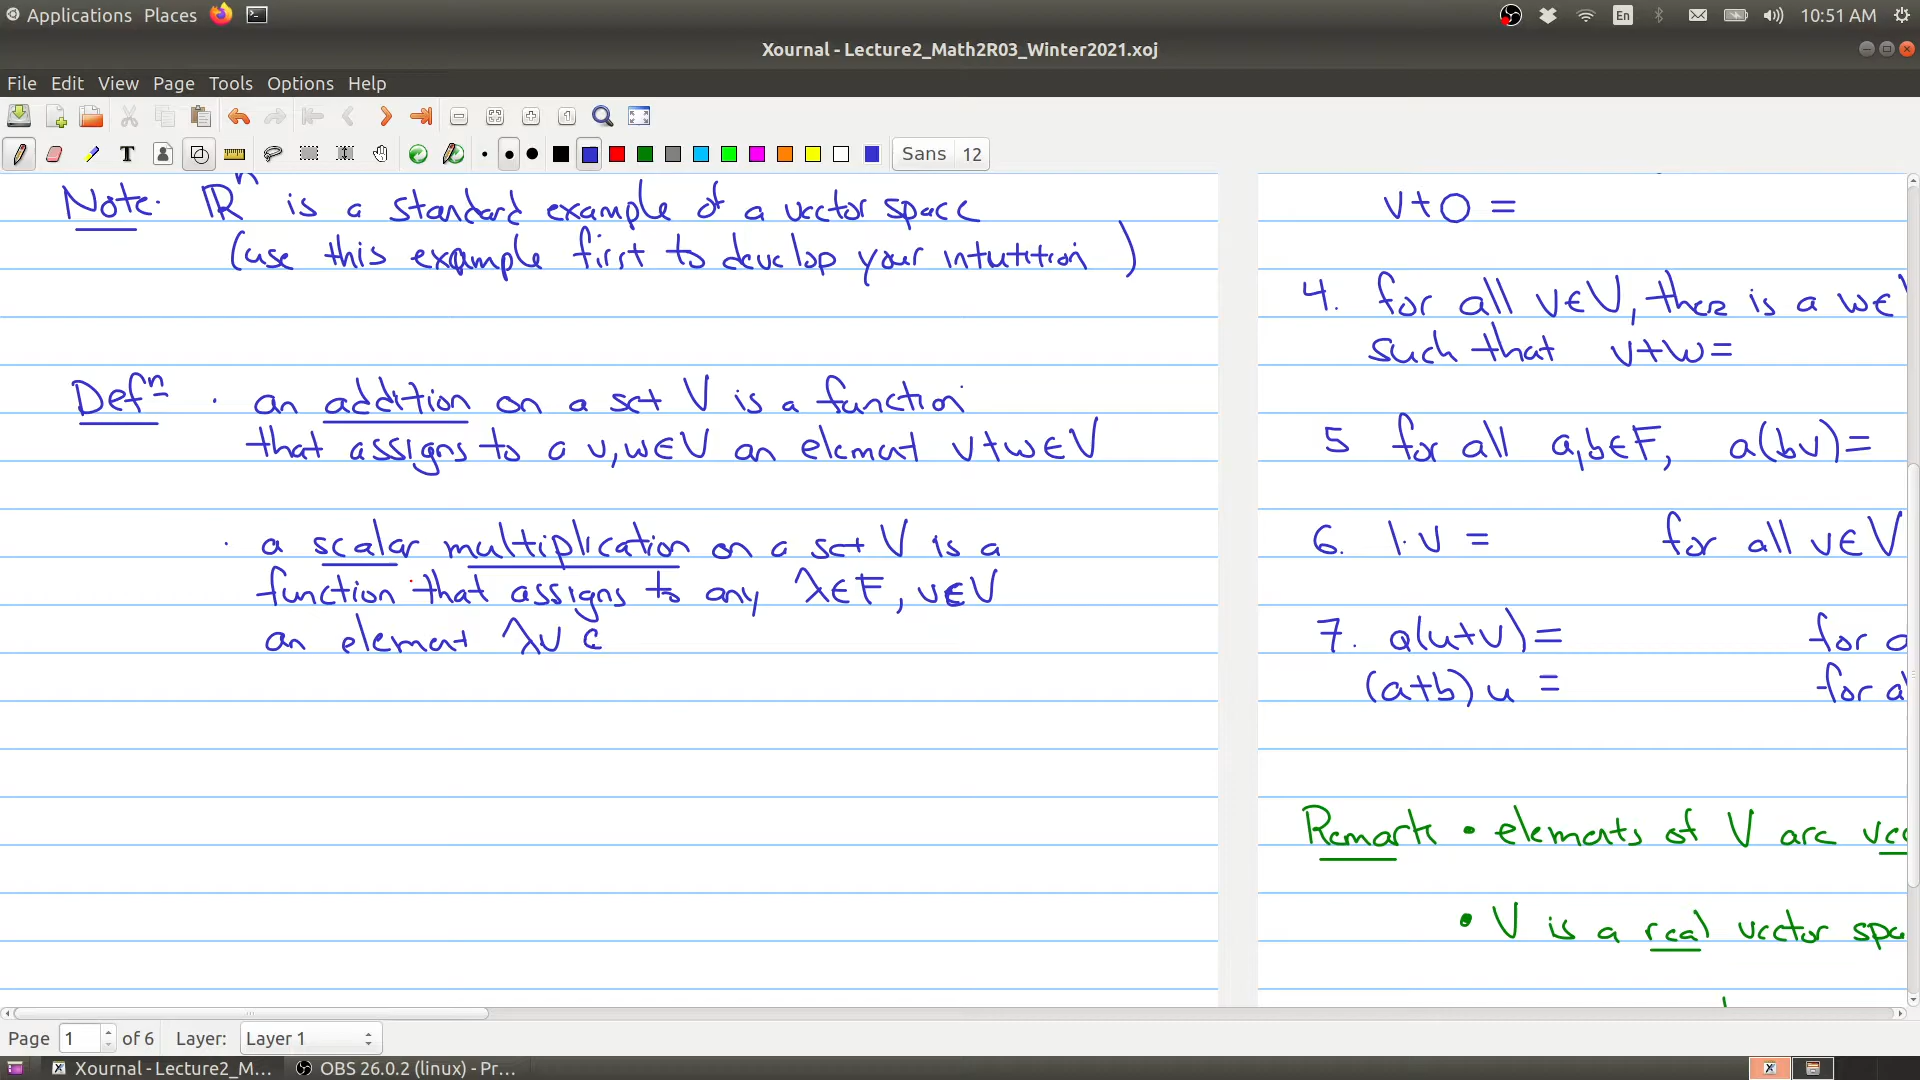 Applications Places En 10:51 AM
Xournal - Lecture2_Math2R03_Winter2021.xoj
File Edit View Page Tools Options Help
Sans 12
Note. ℝⁿ is a standard example of a vector space
(use this example first to develop your intutition )
Defⁿ · an addition on a set V is a function
that assigns to a u,w∈V an element v+w∈V
· a scalar multiplication on a set V is a
function that assigns to any λ∈F, v∈V
an element λv
v+0 =
4. for all v∈V, there is a w∈V
such that v+w=
5 for all a,b∈F, a(bv)=
6. 1·v = for all v∈V
7. a(u+v)= for a
(a+b)u = for al
Remark • elements of V are vec
• V is a real vector spa
Page 1 of 6 Layer: Layer 1
Xournal - Lecture2_M... OBS 26.0.2 (linux) - Pr...